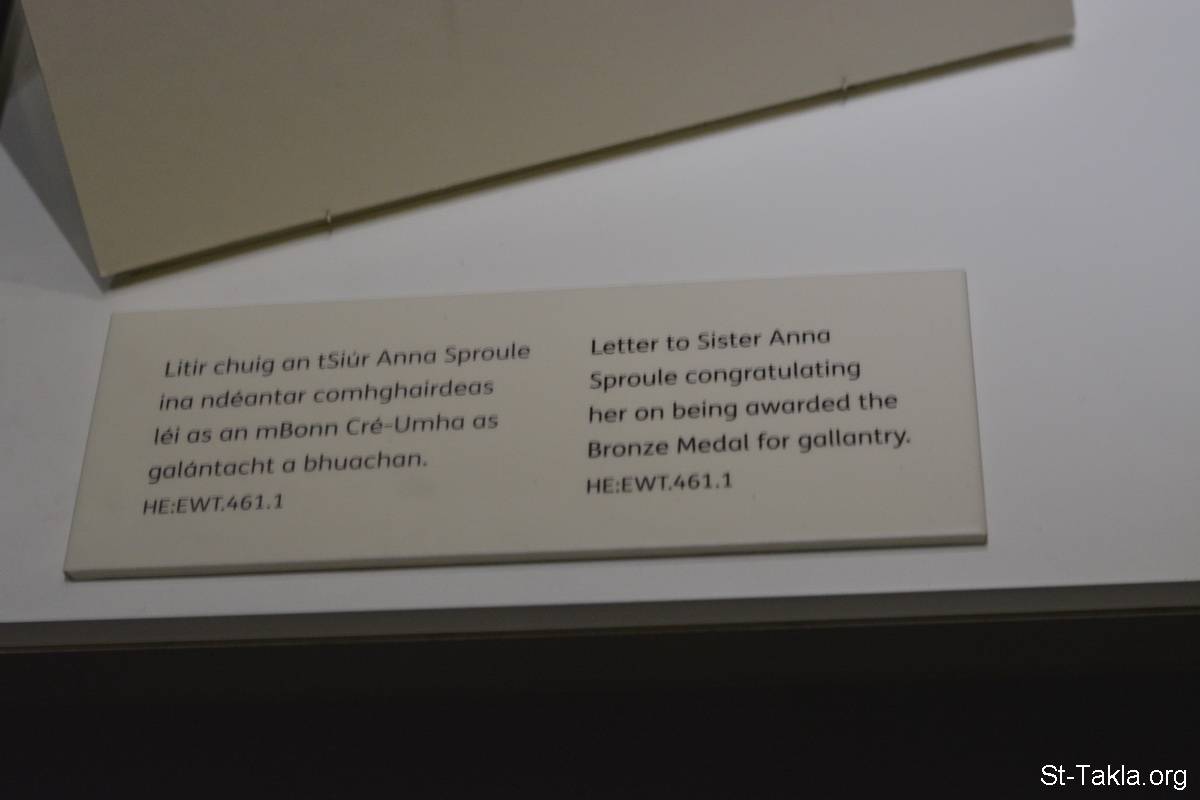 Litir chuig an tSiúr Anna Sproule
ina ndéantar comhghairdeas
léi as an mBonn Cré-Umha as
galántacht a bhuachan.
HE:EWT.461.1
Letter to Sister Anna
Sproule congratulating
her on being awarded the
Bronze Medal for gallantry.
HE:EWT.461.1
St-Takla.org